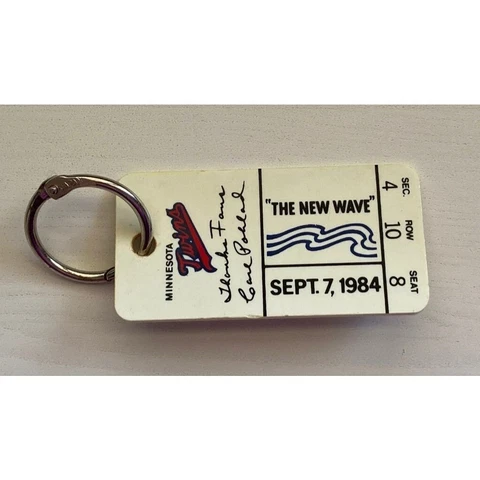 MINNESOTA
Twins
Thanks Fans
Carl Pohlad
"THE NEW WAVE"
SEPT. 7, 1984
SEC. ROW SEAT
4 10 8